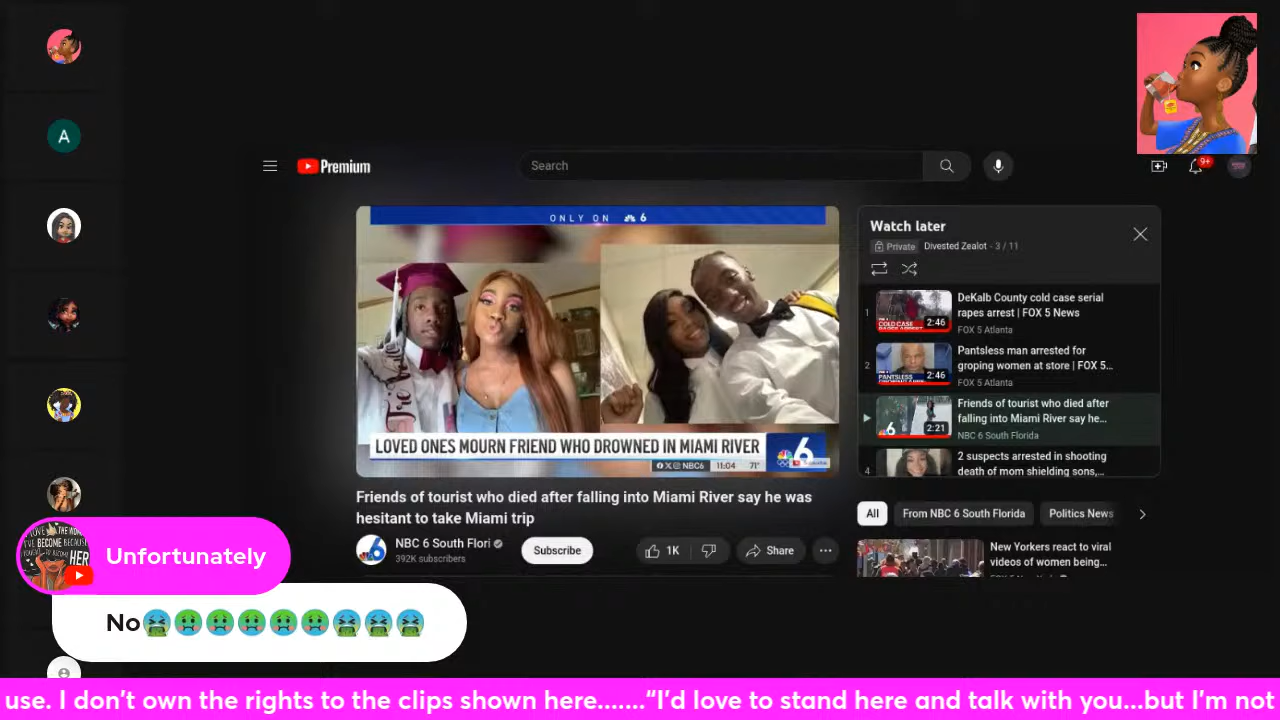 A
Premium
Search
9+
ONLY ON 6
LOVED ONES MOURN FRIEND WHO DROWNED IN MIAMI RIVER
6
NBC6 11:04 71°
Friends of tourist who died after falling into Miami River say he was
hesitant to take Miami trip
NBC 6 South Flori
392K subscribers
Subscribe
1K
Share
Watch later
Private
Divested Zealot - 3 / 11
1
2:46
DeKalb County cold case serial
rapes arrest | FOX 5 News
FOX 5 Atlanta
2
2:46
Pantsless man arrested for
groping women at store | FOX 5...
FOX 5 Atlanta
6
2:21
Friends of tourist who died after
falling into Miami River say he...
NBC 6 South Florida
4
2 suspects arrested in shooting
death of mom shielding sons,...
All
From NBC 6 South Florida
Politics News
New Yorkers react to viral
videos of women being...
Unfortunately
No🤮🤢🤢🤢🤢🤢🤮🤮🤮
use. I don’t own the rights to the clips shown here.......“I’d love to stand here and talk with you...but I’m not